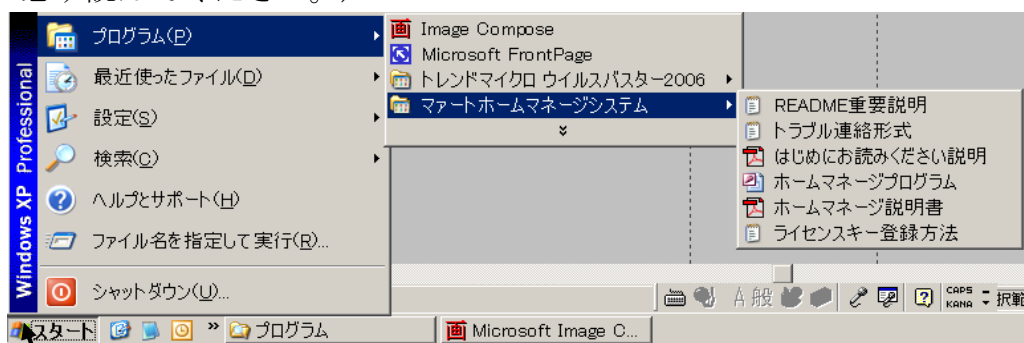 プログラム(P)
最近使ったファイル(D)
設定(S)
検索(C)
ヘルプとサポート(H)
ファイル名を指定して実行(R)...
シャットダウン(U)...
Windows XP Professional
Image Compose
Microsoft FrontPage
トレンドマイクロ ウイルスバスター2006
マァートホームマネージシステム
README重要説明
トラブル連絡形式
はじめにお読みください説明
ホームマネージプログラム
ホームマネージ説明書
ライセンスキー登録方法
A 般
CAPS
KANA
択範
スタート
プログラム
Microsoft Image C...